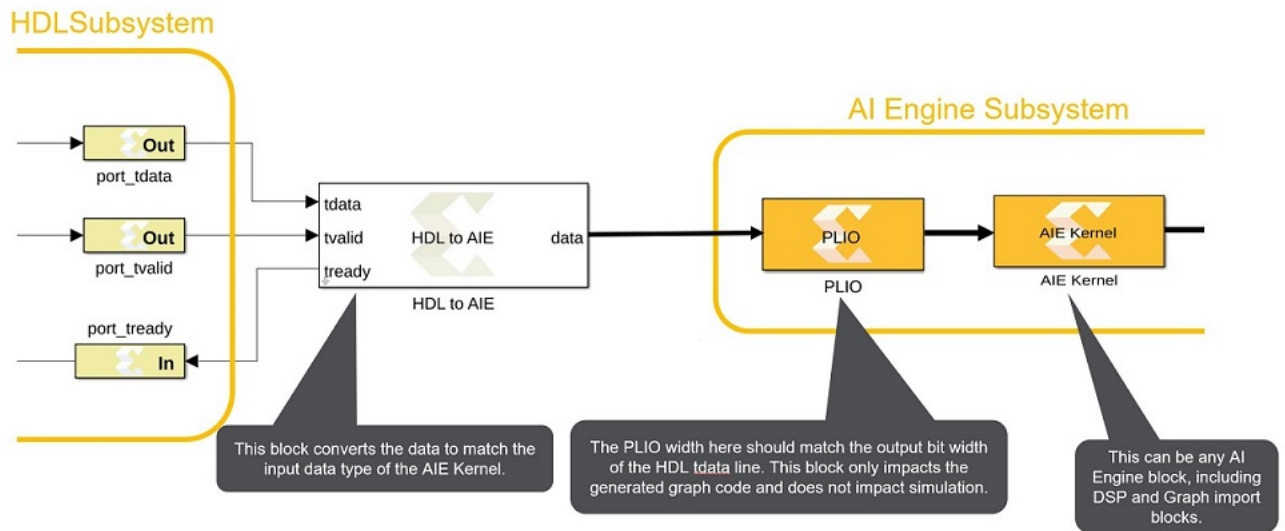 HDLSubsystem
AI Engine Subsystem
Out
port_tdata
Out
port_tvalid
port_tready
In
tdata
tvalid
tready
HDL to AIE
data
HDL to AIE
PLIO
PLIO
AIE Kernel
AIE Kernel
This block converts the data to match the
input data type of the AIE Kernel.
The PLIO width here should match the output bit width
of the HDL tdata line. This block only impacts the
generated graph code and does not impact simulation.
This can be any AI
Engine block, including
DSP and Graph import
blocks.